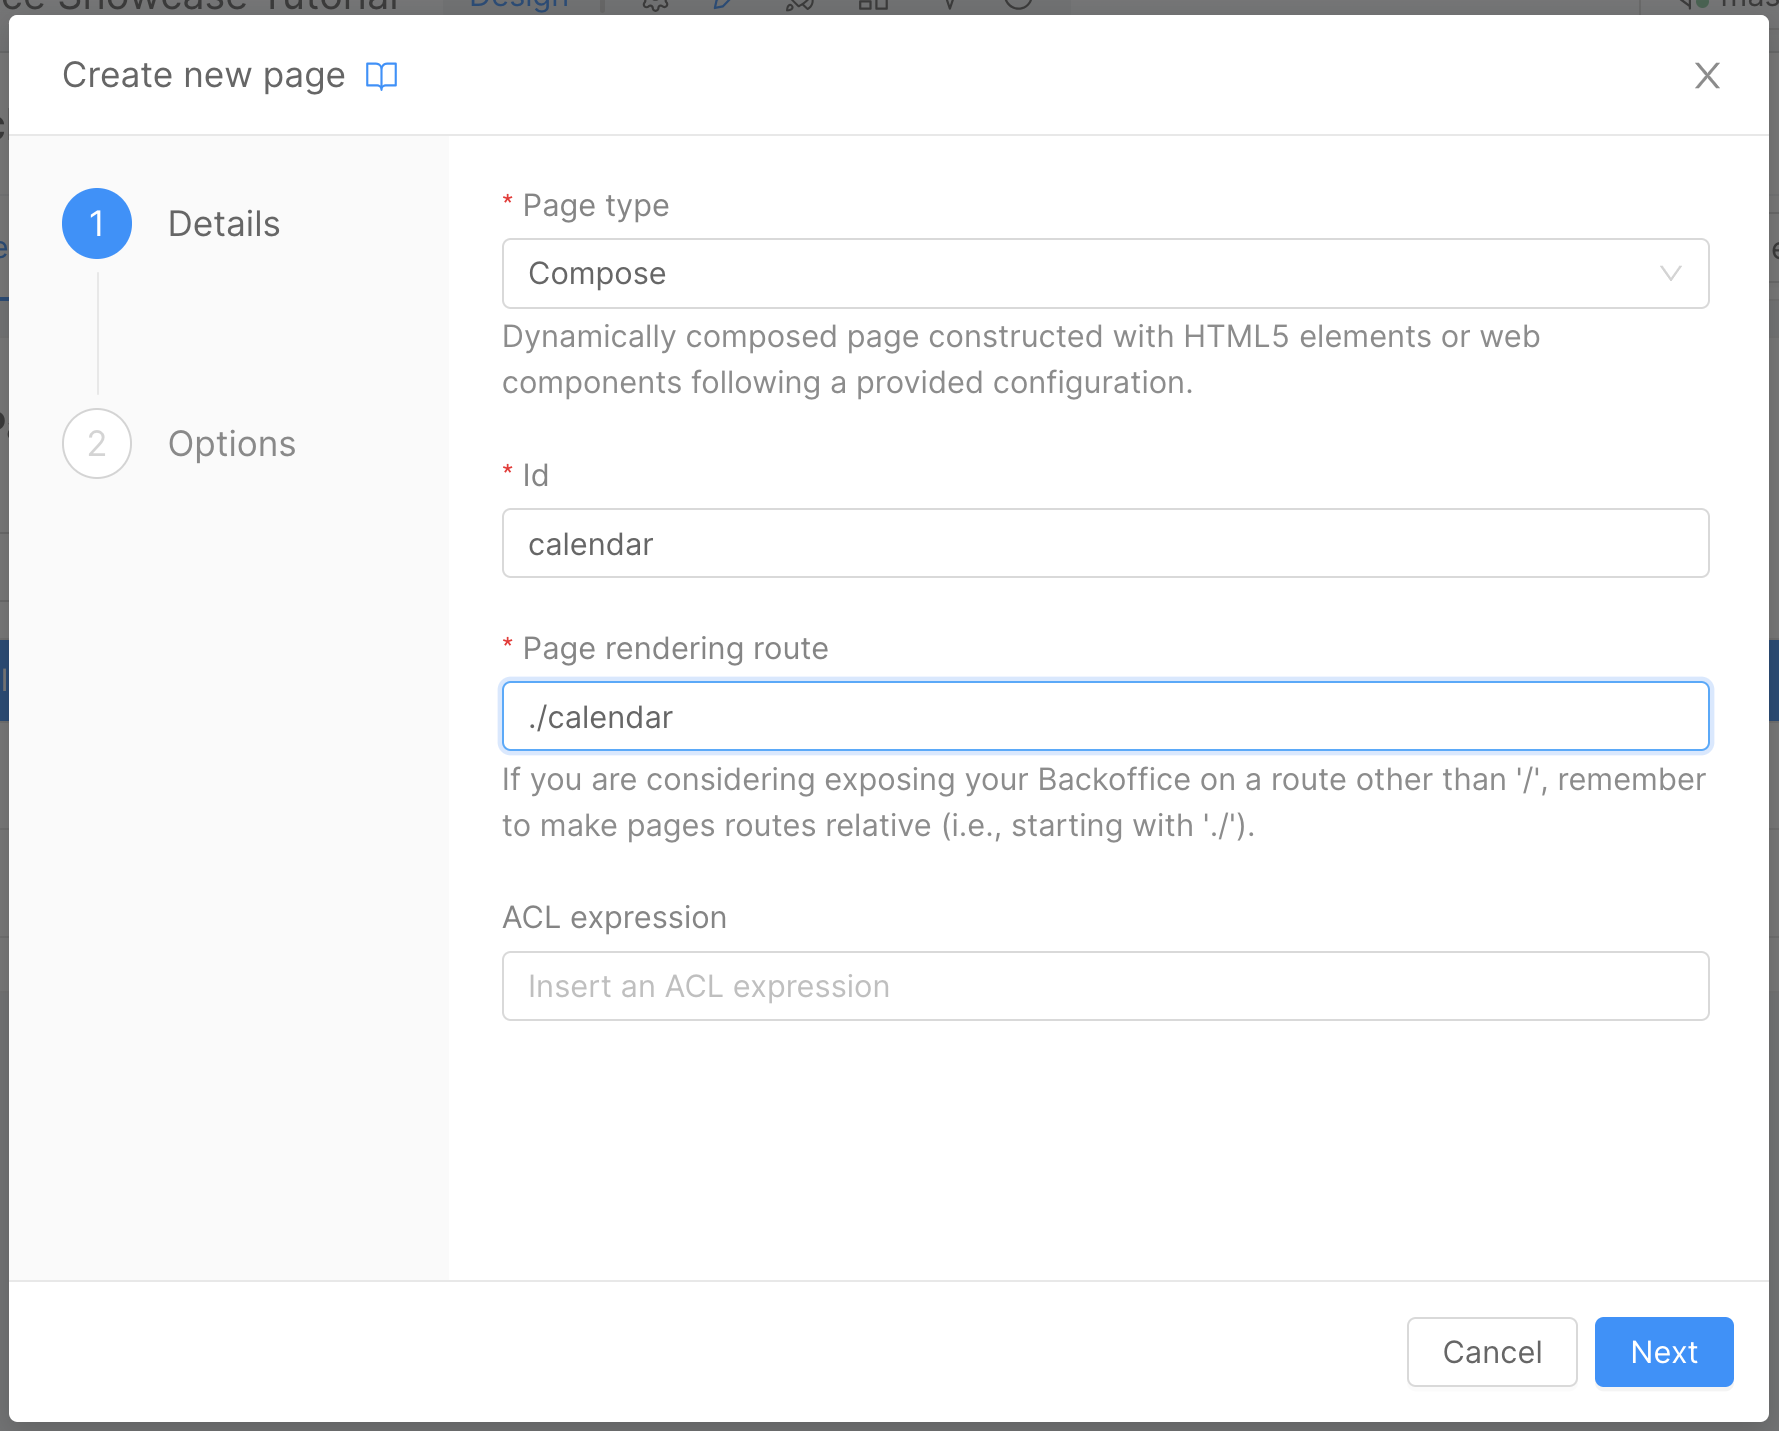 Create new page
1 Details
2 Options
* Page type
Compose
Dynamically composed page constructed with HTML5 elements or web
components following a provided configuration.
* Id
calendar
* Page rendering route
./calendar
If you are considering exposing your Backoffice on a route other than '/', remember
to make pages routes relative (i.e., starting with './').
ACL expression
Insert an ACL expression
Cancel Next